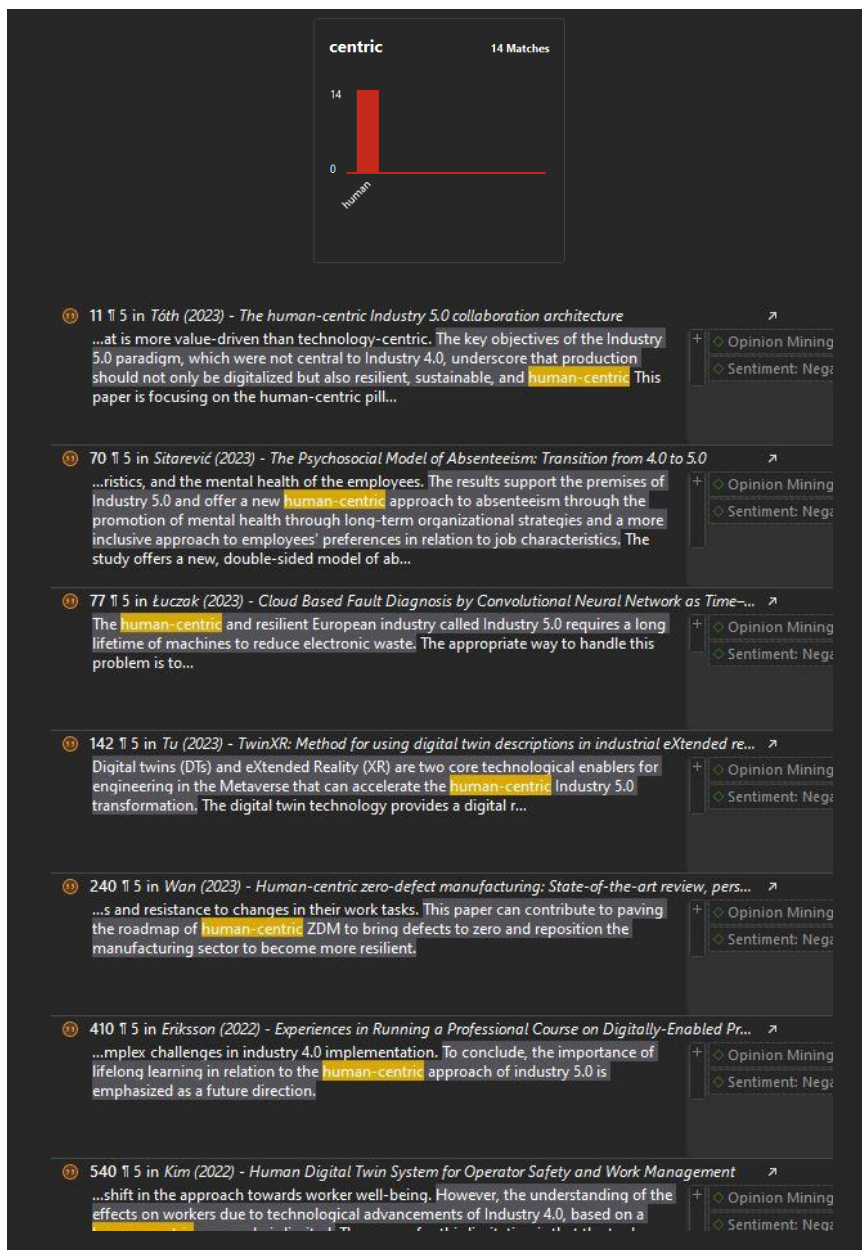 centric 14 Matches
14
0
human
11 ¶ 5 in Tóth (2023) - The human-centric Industry 5.0 collaboration architecture
...at is more value-driven than technology-centric. The key objectives of the Industry
5.0 paradigm, which were not central to Industry 4.0, underscore that production
should not only be digitalized but also resilient, sustainable, and human-centric This
paper is focusing on the human-centric pill...
+ Opinion Mining
Sentiment: Nega
70 ¶ 5 in Sitarević (2023) - The Psychosocial Model of Absenteeism: Transition from 4.0 to 5.0
...ristics, and the mental health of the employees. The results support the premises of
Industry 5.0 and offer a new human-centric approach to absenteeism through the
promotion of mental health through long-term organizational strategies and a more
inclusive approach to employees' preferences in relation to job characteristics. The
study offers a new, double-sided model of ab...
+ Opinion Mining
Sentiment: Nega
77 ¶ 5 in Łuczak (2023) - Cloud Based Fault Diagnosis by Convolutional Neural Network as Time–...
The human-centric and resilient European industry called Industry 5.0 requires a long
lifetime of machines to reduce electronic waste. The appropriate way to handle this
problem is to...
+ Opinion Mining
Sentiment: Nega
142 ¶ 5 in Tu (2023) - TwinXR: Method for using digital twin descriptions in industrial eXtended re...
Digital twins (DTs) and eXtended Reality (XR) are two core technological enablers for
engineering in the Metaverse that can accelerate the human-centric Industry 5.0
transformation. The digital twin technology provides a digital r...
+ Opinion Mining
Sentiment: Nega
240 ¶ 5 in Wan (2023) - Human-centric zero-defect manufacturing: State-of-the-art review, pers...
...s and resistance to changes in their work tasks. This paper can contribute to paving
the roadmap of human-centric ZDM to bring defects to zero and reposition the
manufacturing sector to become more resilient.
+ Opinion Mining
Sentiment: Nega
410 ¶ 5 in Eriksson (2022) - Experiences in Running a Professional Course on Digitally-Enabled Pr...
...mplex challenges in industry 4.0 implementation. To conclude, the importance of
lifelong learning in relation to the human-centric approach of industry 5.0 is
emphasized as a future direction.
+ Opinion Mining
Sentiment: Nega
540 ¶ 5 in Kim (2022) - Human Digital Twin System for Operator Safety and Work Management
...shift in the approach towards worker well-being. However, the understanding of the
effects on workers due to technological advancements of Industry 4.0, based on a
+ Opinion Mining
Sentiment: Nega